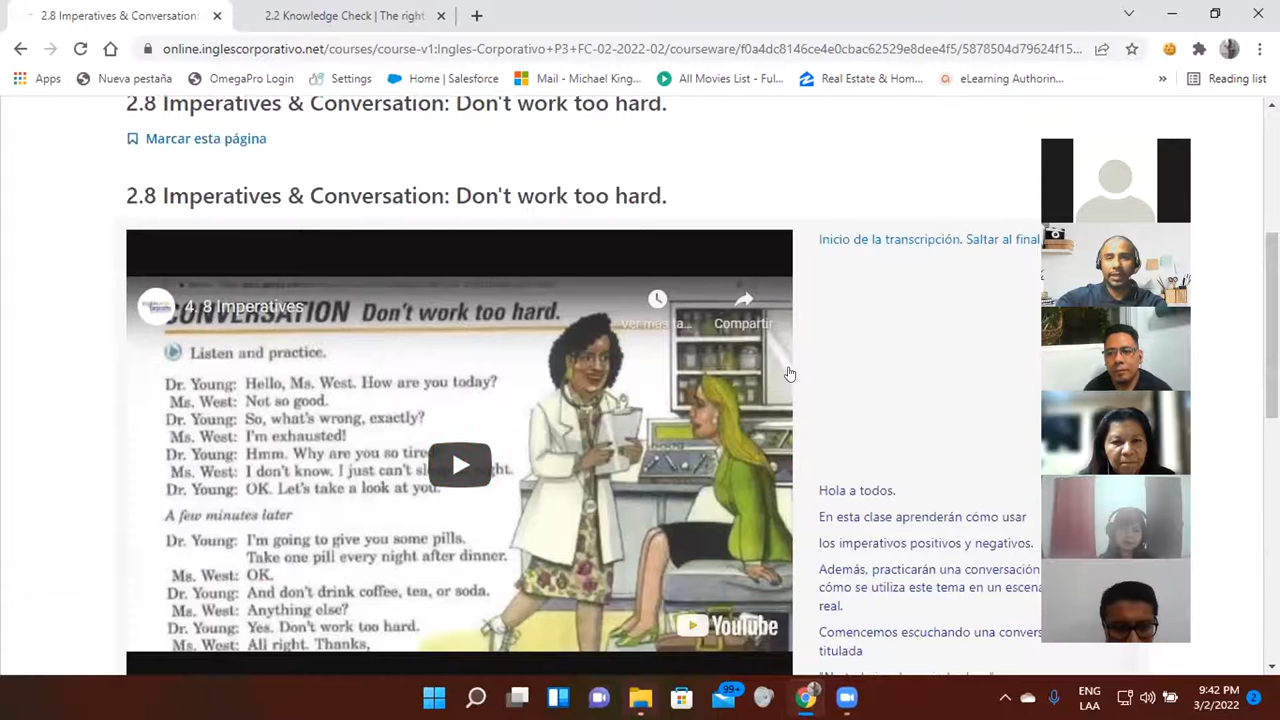 2.8 Imperatives & Conversation:
2.2 Knowledge Check | The right
online.inglescorporativo.net/courses/course-v1:Ingles-Corporativo+P3+FC-02-2022-02/courseware/f0a4dc8146ce4e0cbac62529e8dee4f5/5878504d79624f15...
Apps
Nueva pestaña
OmegaPro Login
Settings
Home | Salesforce
Mail - Michael King...
All Movies List - Ful...
Real Estate & Hom...
eLearning Authorin...
»
Reading list
2.8 Imperatives & Conversation: Don't work too hard.
Marcar esta página
2.8 Imperatives & Conversation: Don't work too hard.
4. 8 Imperatives
CONVERSATION Don't work too hard.
Ver más ta...
Compartir
Listen and practice.
Dr. Young: Hello, Ms. West. How are you today?
Ms. West: Not so good.
Dr. Young: So, what's wrong, exactly?
Ms. West: I'm exhausted!
Dr. Young: Hmm. Why are you so tired
Ms. West: I don't know. I just can't sl ght.
Dr. Young: OK. Let's take a look at you.
A few minutes later
Dr. Young: I'm going to give you some pills.
Take one pill every night after dinner.
Ms. West: OK.
Dr. Young: And don't drink coffee, tea, or soda.
Ms. West: Anything else?
Dr. Young: Yes. Don't work too hard.
Ms. West: All right. Thanks,
YouTube
Inicio de la transcripción. Saltar al final.
Hola a todos.
En esta clase aprenderán cómo usar
los imperativos positivos y negativos.
Además, practicarán una conversación
cómo se utiliza este tema en un escena
real.
Comencemos escuchando una convers
titulada
99+
ENG
LAA
9:42 PM
3/2/2022
2